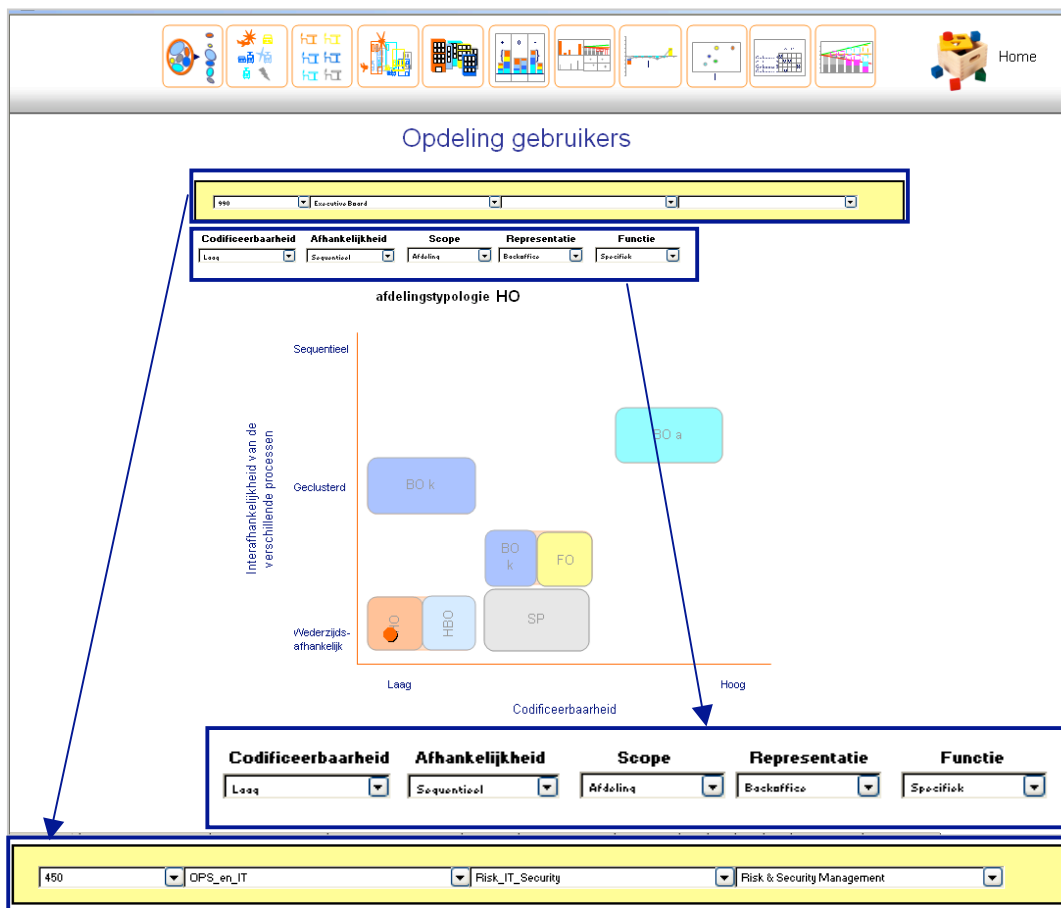 Home
Opdeling gebruikers
990 Executive Board
Codificeerbaarheid Afhankelijkheid Scope Representatie Functie
Laag Sequentieel Afdeling Backoffice Specifiek
afdelingstypologie HO
Sequentieel
BO a
Interafhankelijkheid van de
verschillende processen
Geclusterd
BO k
BO
k
FO
HO
HBO
SP
Wederzijds-
afhankelijk
Laag Hoog
Codificeerbaarheid
Codificeerbaarheid Afhankelijkheid Scope Representatie Functie
Laag Sequentieel Afdeling Backoffice Specifiek
450 OPS_en_IT Risk_IT_Security Risk & Security Management